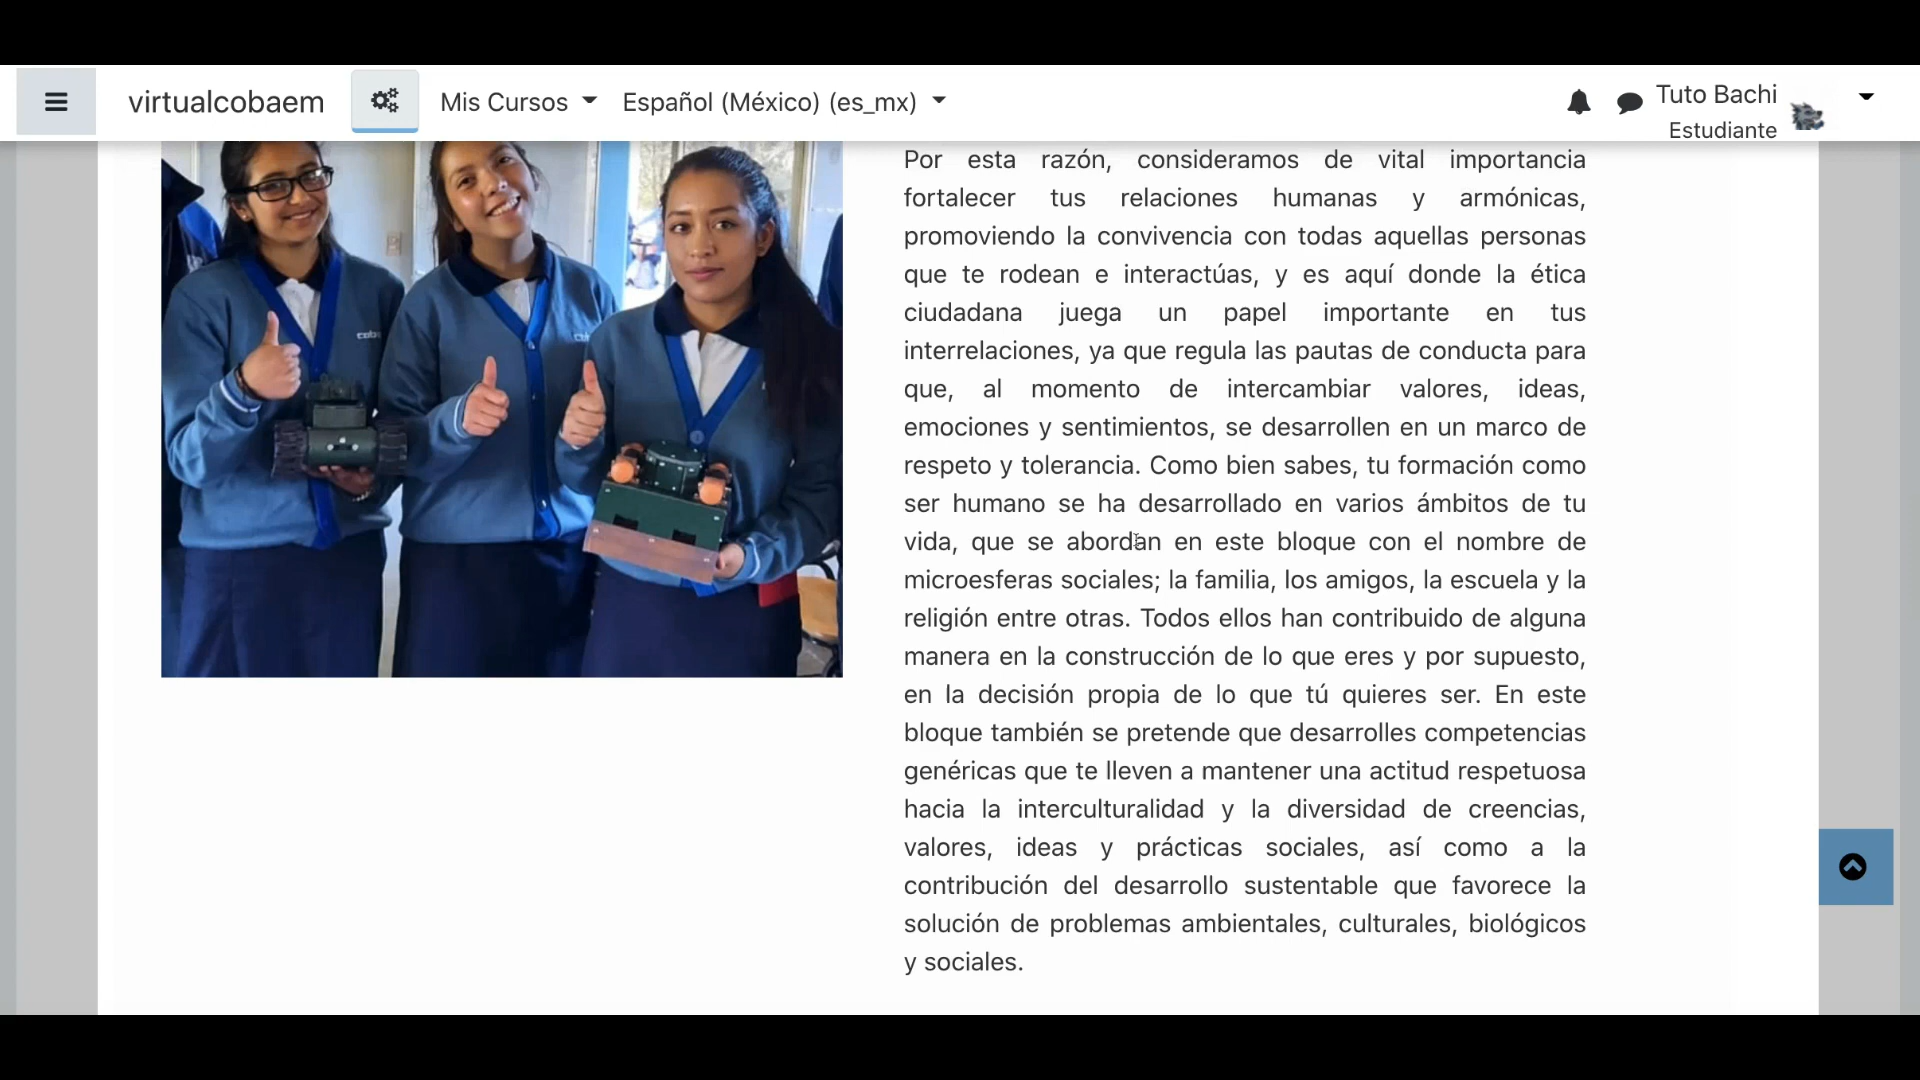 virtualcobaem
Mis Cursos
Español (México) (es_mx)
Tuto Bachi
Estudiante
Por esta razón, consideramos de vital importancia
fortalecer tus relaciones humanas y armónicas,
promoviendo la convivencia con todas aquellas personas
que te rodean e interactúas, y es aquí donde la ética
ciudadana juega un papel importante en tus
interrelaciones, ya que regula las pautas de conducta para
que, al momento de intercambiar valores, ideas,
emociones y sentimientos, se desarrollen en un marco de
respeto y tolerancia. Como bien sabes, tu formación como
ser humano se ha desarrollado en varios ámbitos de tu
vida, que se abordan en este bloque con el nombre de
microesferas sociales; la familia, los amigos, la escuela y la
religión entre otras. Todos ellos han contribuido de alguna
manera en la construcción de lo que eres y por supuesto,
en la decisión propia de lo que tú quieres ser. En este
bloque también se pretende que desarrolles competencias
genéricas que te lleven a mantener una actitud respetuosa
hacia la interculturalidad y la diversidad de creencias,
valores, ideas y prácticas sociales, así como a la
contribución del desarrollo sustentable que favorece la
solución de problemas ambientales, culturales, biológicos
y sociales.